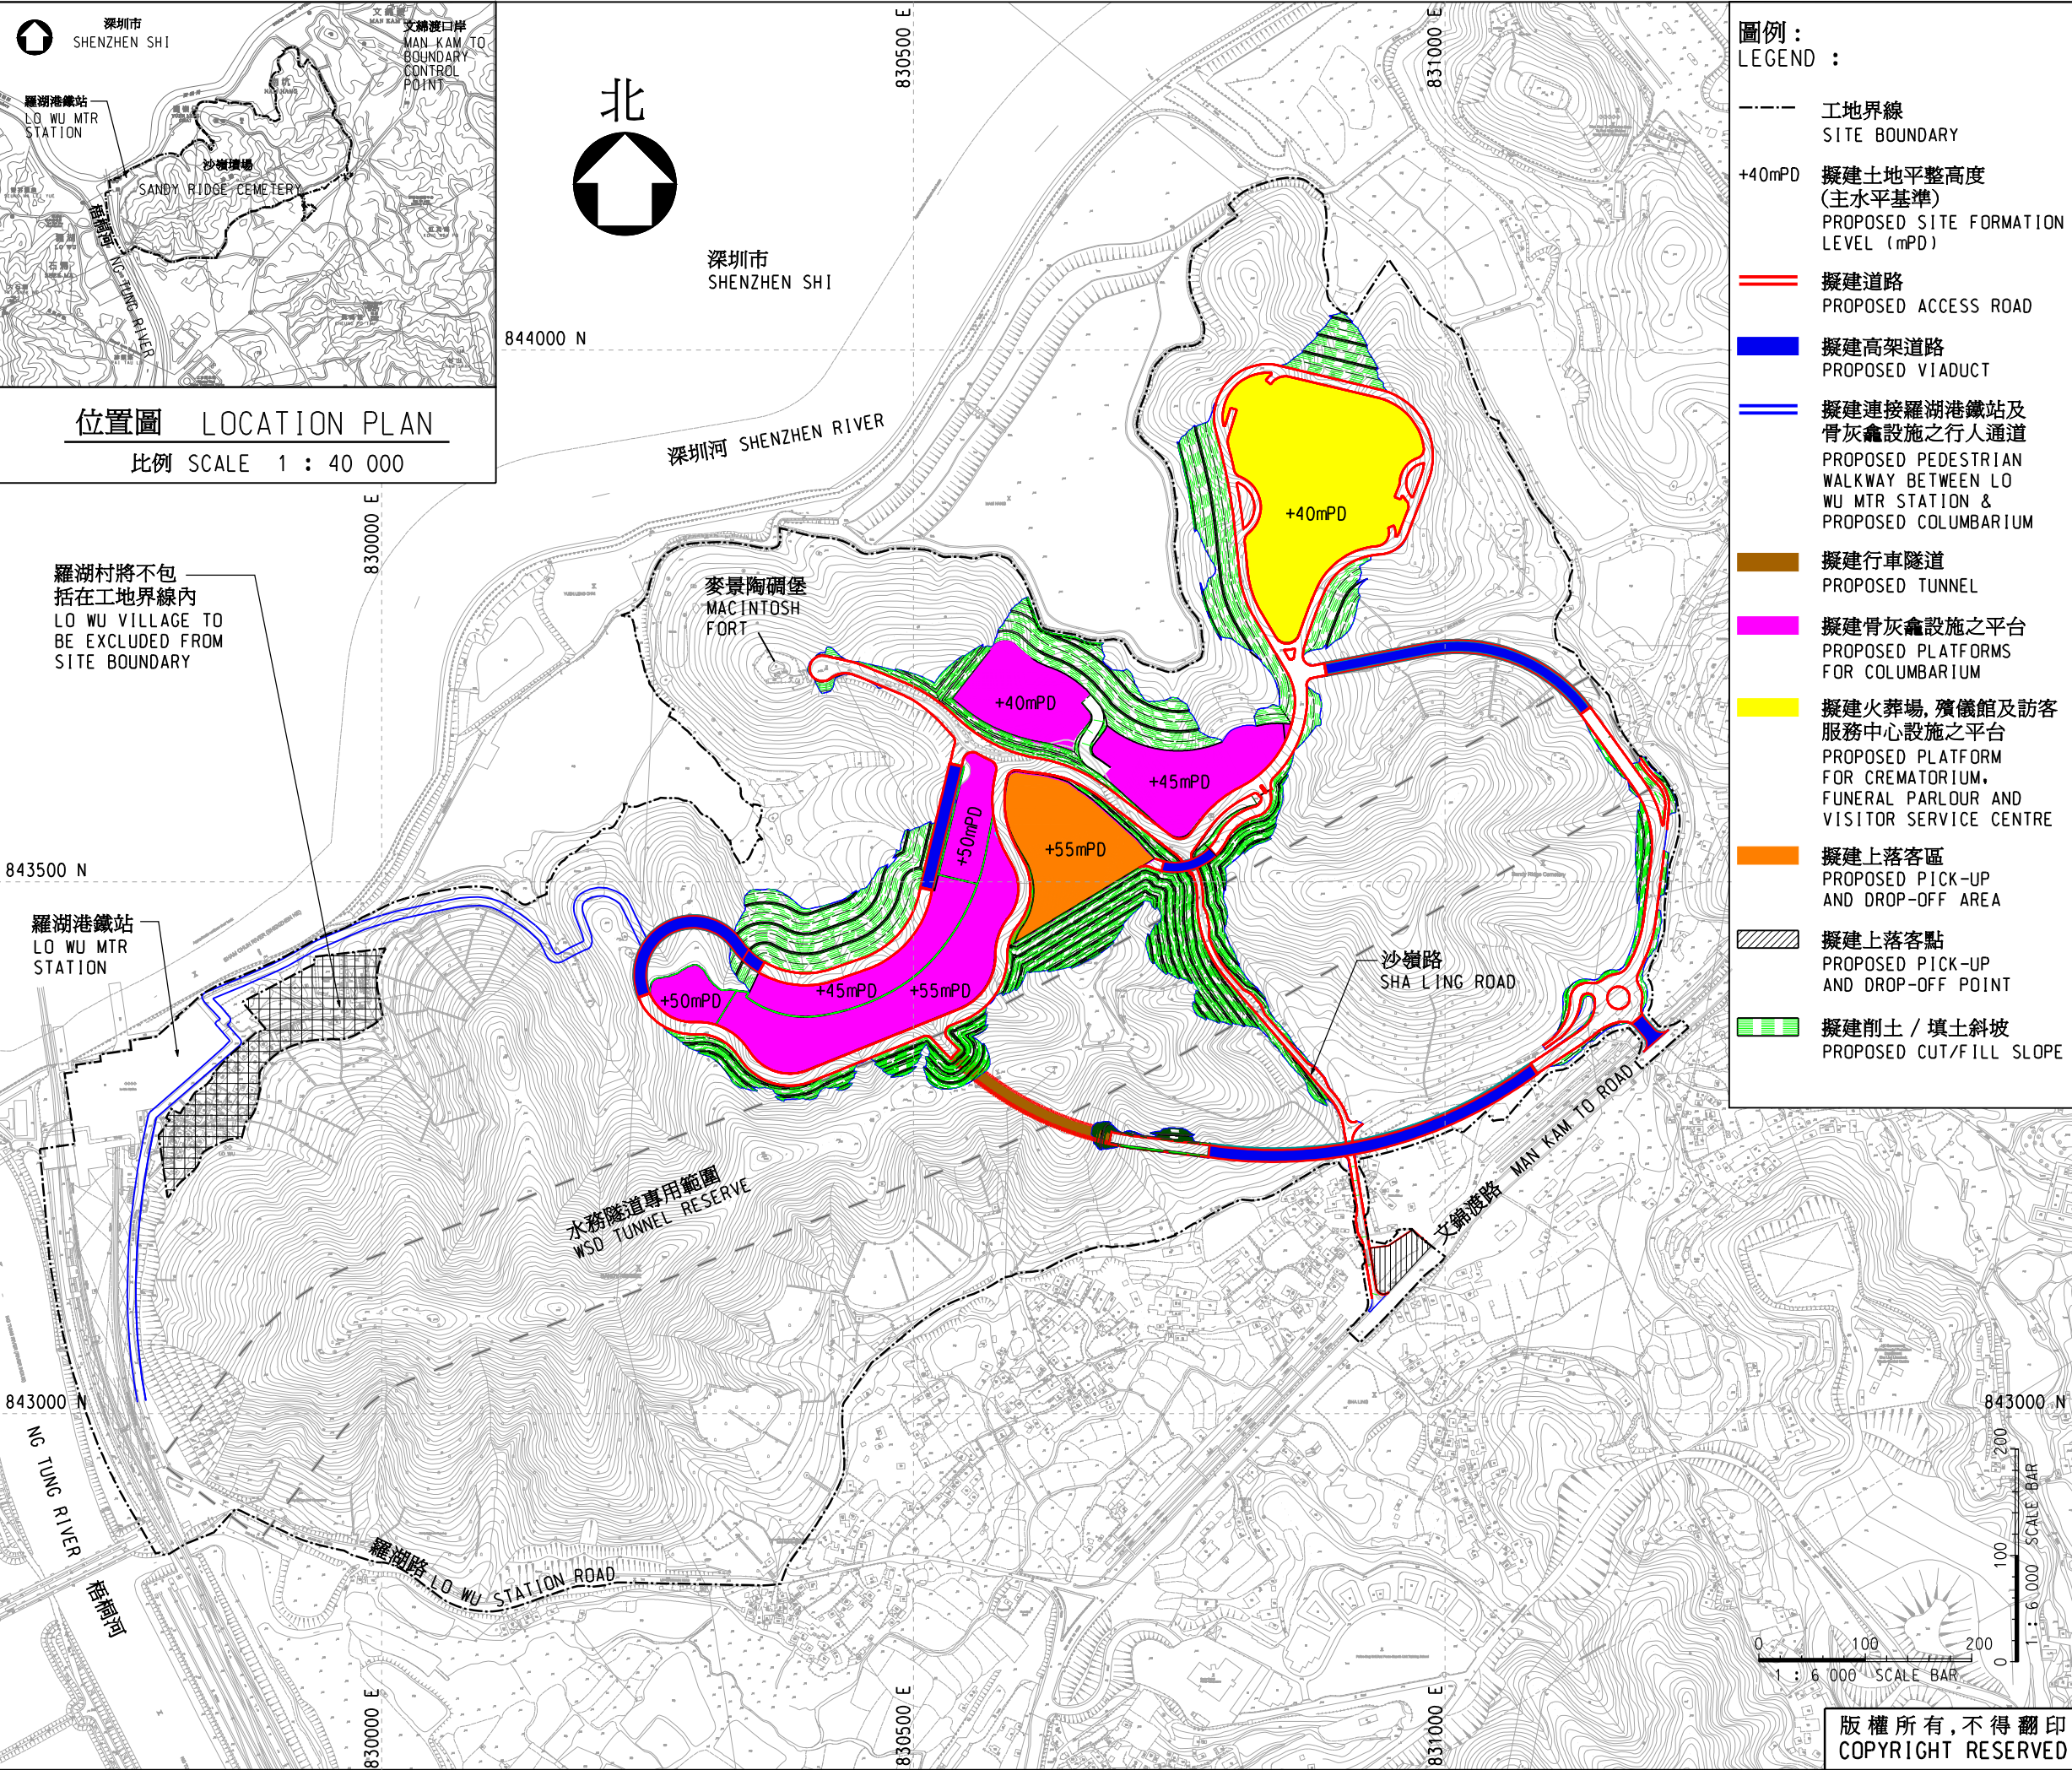 深圳市
SHENZHEN SHI
文錦渡口岸
MAN KAM TO
BOUNDARY
CONTROL
POINT
羅湖港鐵站
LO WU MTR
STATION
沙嶺墳場
SANDY RIDGE CEMETERY
梧桐河 NG TUNG RIVER
位置圖 LOCATION PLAN
比例 SCALE 1 : 40 000
北
830500 E
831000 E
深圳市
SHENZHEN SHI
844000 N
深圳河 SHENZHEN RIVER
830000 E
羅湖村將不包
括在工地界線內
LO WU VILLAGE TO
BE EXCLUDED FROM
SITE BOUNDARY
麥景陶碉堡
MACINTOSH
FORT
+40mPD
+40mPD
+45mPD
+50mPD
+55mPD
843500 N
羅湖港鐵站
LO WU MTR
STATION
+50mPD
+45mPD
+55mPD
沙嶺路
SHA LING ROAD
水務隧道專用範圍
WSD TUNNEL RESERVE
文錦渡路 MAN KAM TO ROAD
843000 N
843000 N
NG TUNG RIVER
梧桐河
羅湖路 LO WU STATION ROAD
830000 E
830500 E
831000 E
圖例 :
LEGEND :
工地界線
SITE BOUNDARY
+40mPD
擬建土地平整高度
(主水平基準)
PROPOSED SITE FORMATION
LEVEL (mPD)
擬建道路
PROPOSED ACCESS ROAD
擬建高架道路
PROPOSED VIADUCT
擬建連接羅湖港鐵站及
骨灰龕設施之行人通道
PROPOSED PEDESTRIAN
WALKWAY BETWEEN LO
WU MTR STATION &
PROPOSED COLUMBARIUM
擬建行車隧道
PROPOSED TUNNEL
擬建骨灰龕設施之平台
PROPOSED PLATFORMS
FOR COLUMBARIUM
擬建火葬場, 殯儀館及訪客
服務中心設施之平台
PROPOSED PLATFORM
FOR CREMATORIUM,
FUNERAL PARLOUR AND
VISITOR SERVICE CENTRE
擬建上落客區
PROPOSED PICK-UP
AND DROP-OFF AREA
擬建上落客點
PROPOSED PICK-UP
AND DROP-OFF POINT
擬建削土 / 填土斜坡
PROPOSED CUT/FILL SLOPE
0 100 200
1 : 6 000 SCALE BAR
0 100 200
1 : 6 000 SCALE BAR
版權所有,不得翻印
COPYRIGHT RESERVED